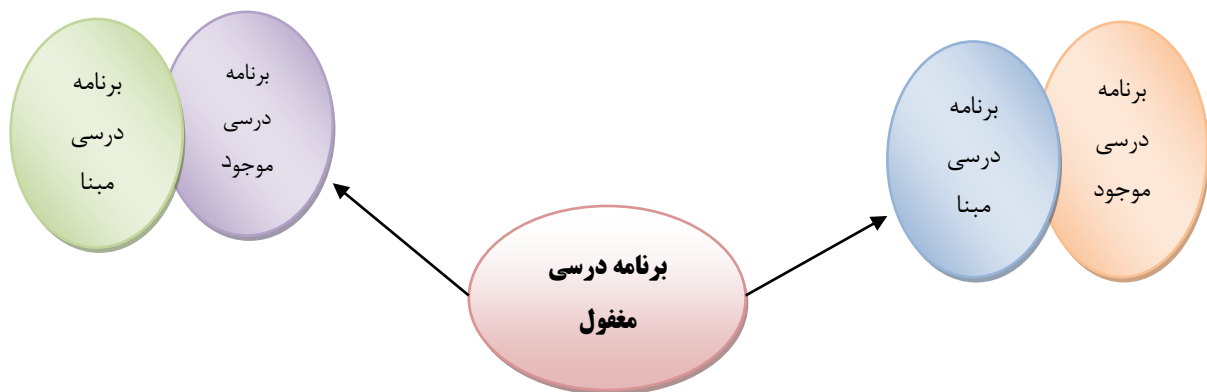 برنامه
درسی
موجود
برنامه
درسی
مبنا
برنامه درسی
مغفول
برنامه
درسی
موجود
برنامه
درسی
مبنا